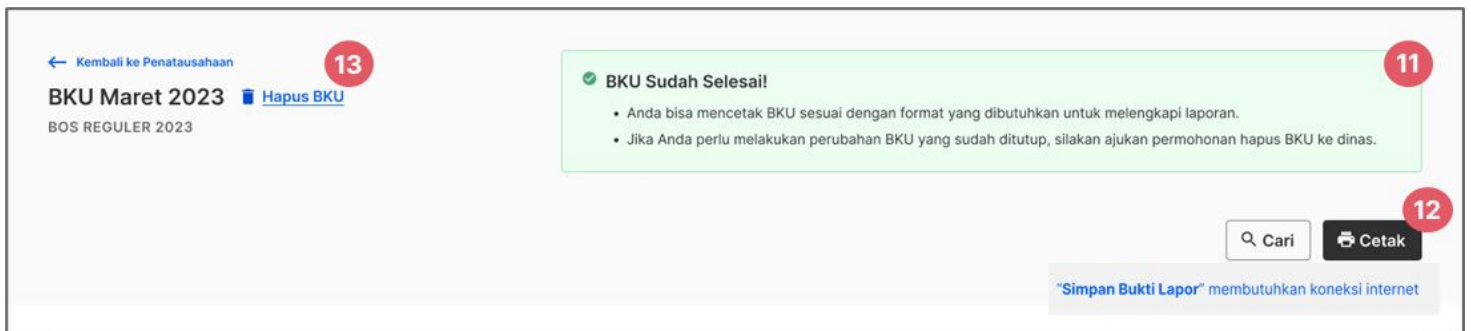 ← Kembali ke Penatausahaan
13
BKU Maret 2023 Hapus BKU
BOS REGULER 2023
11
BKU Sudah Selesai!
• Anda bisa mencetak BKU sesuai dengan format yang dibutuhkan untuk melengkapi laporan.
• Jika Anda perlu melakukan perubahan BKU yang sudah ditutup, silakan ajukan permohonan hapus BKU ke dinas.
12
Cari
Cetak
"Simpan Bukti Lapor" membutuhkan koneksi internet